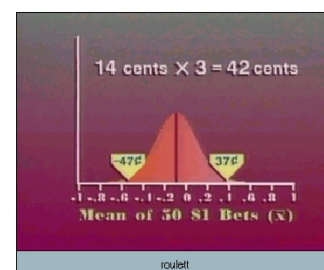 14 cents X 3 = 42 cents
-47¢ 37¢
-1 -.8 -.6 -.4 -.2 0 .2 .4 .6 .8 1
Mean of 50 $1 Bets (x̄)
roulett